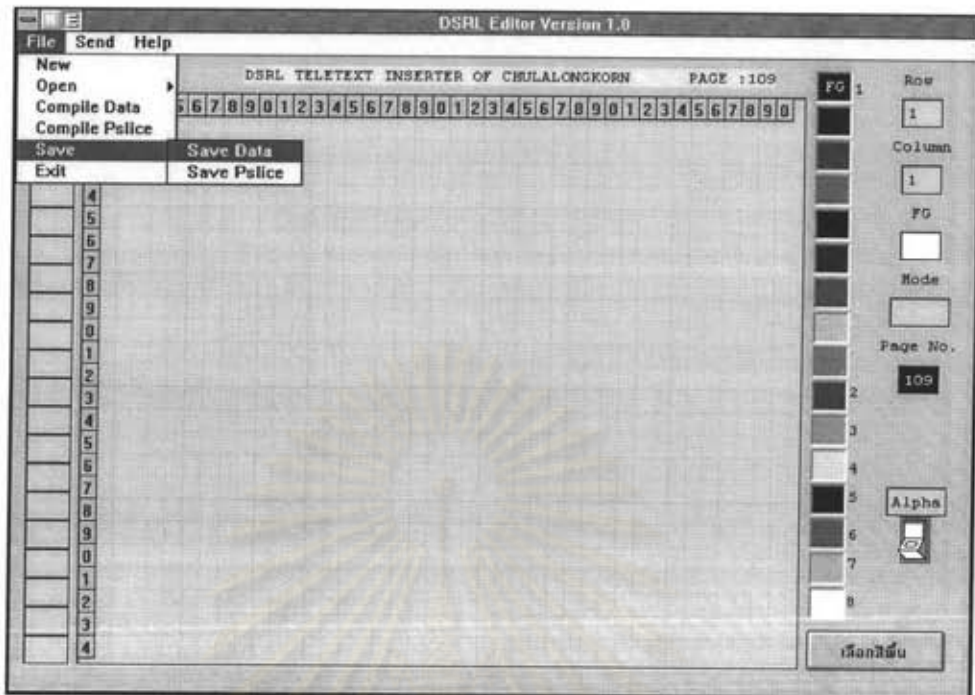 DSRL Editor Version 1.0
File Send Help
New
Open
Compile Data
Compile Pslice
Save
Exit
Save Data
Save Pslice
DSRL TELETEXT INSERTER OF CHULALONGKORN PAGE :109
5 6 7 8 9 0 1 2 3 4 5 6 7 8 9 0 1 2 3 4 5 6 7 8 9 0 1 2 3 4 5 6 7 8 9 0
4
5
6
7
8
9
0
1
2
3
4
5
6
7
8
9
0
1
2
3
4
FG 1
2
3
4
5
6
7
8
Row
1
Column
1
FG
Mode
Page No.
109
Alpha
เลือกสีพื้น